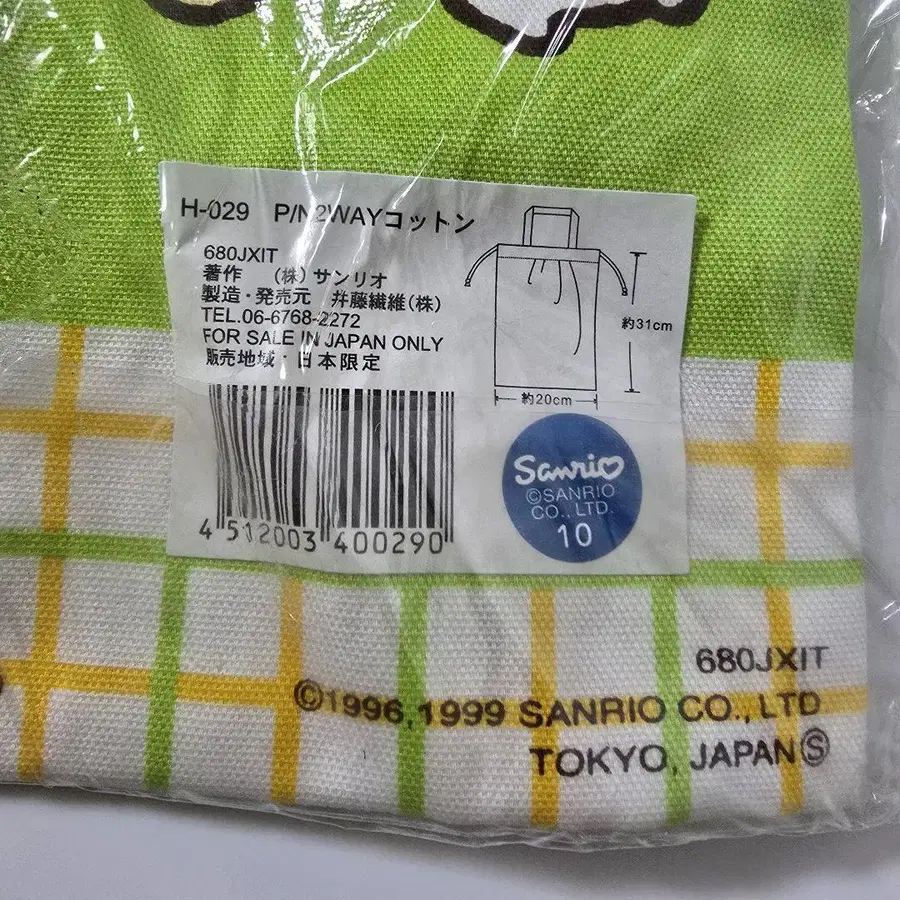 H-029 P/N2WAYコットン
680JXIT
著作 (株) サンリオ
製造・発売元 井藤繊維(株)
TEL.06-6768-2272
FOR SALE IN JAPAN ONLY
販売地域・日本限定
約31cm
約20cm
4 512003 400290
Sanrio
©SANRIO
CO., LTD.
10
680JXIT
©1996,1999 SANRIO CO., LTD.
TOKYO, JAPAN Ⓢ